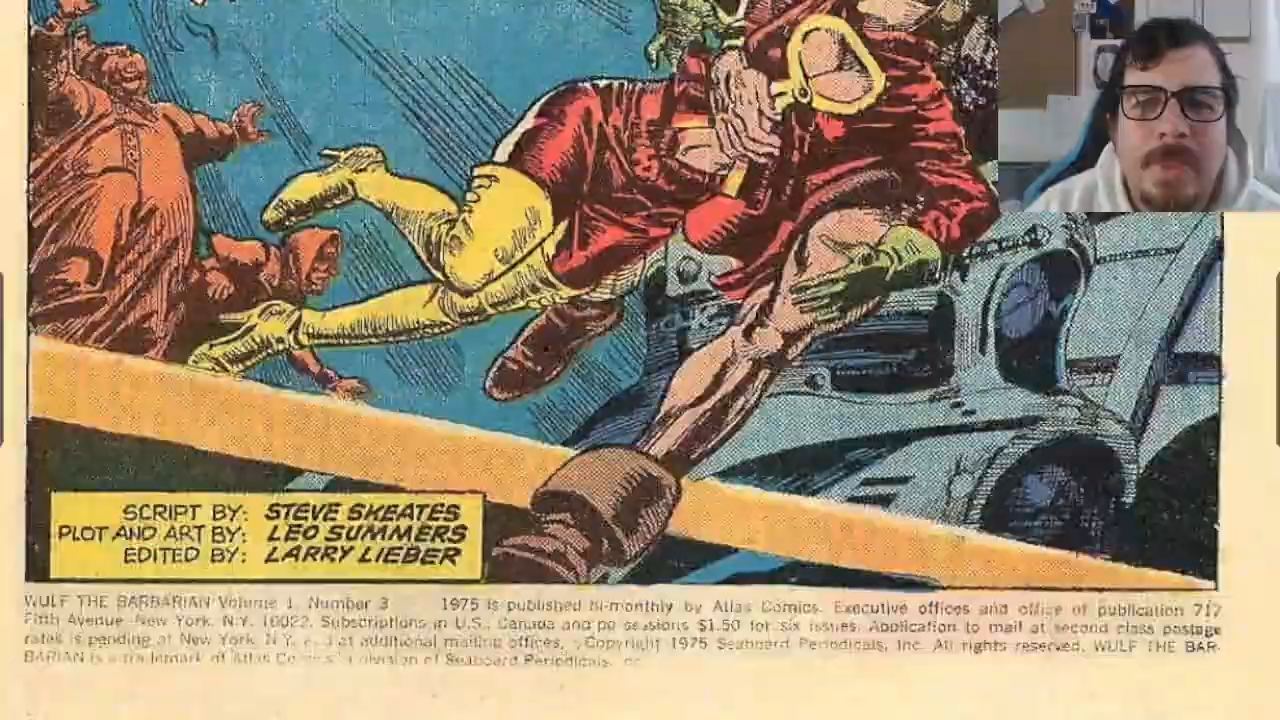 SCRIPT BY: STEVE SKEATES
PLOT AND ART BY: LEO SUMMERS
EDITED BY: LARRY LIEBER
WULF THE BARBARIAN Volume 1, Number 3 1975 is published bi-monthly by Atlas Comics. Executive offices and office of publication 717
Fifth Avenue New York, N.Y. 10022. Subscriptions in U.S., Canada and $1.50 for six issues. Application to mail at second class postage
rates is pending at New York, N.Y. at additional mailing offices. Copyright 1975 Seaboard Periodicals, Inc. All rights reserved. WULF THE BAR-
BARIAN is a trademark of Atlas Comics a division of Seaboard Periodicals,